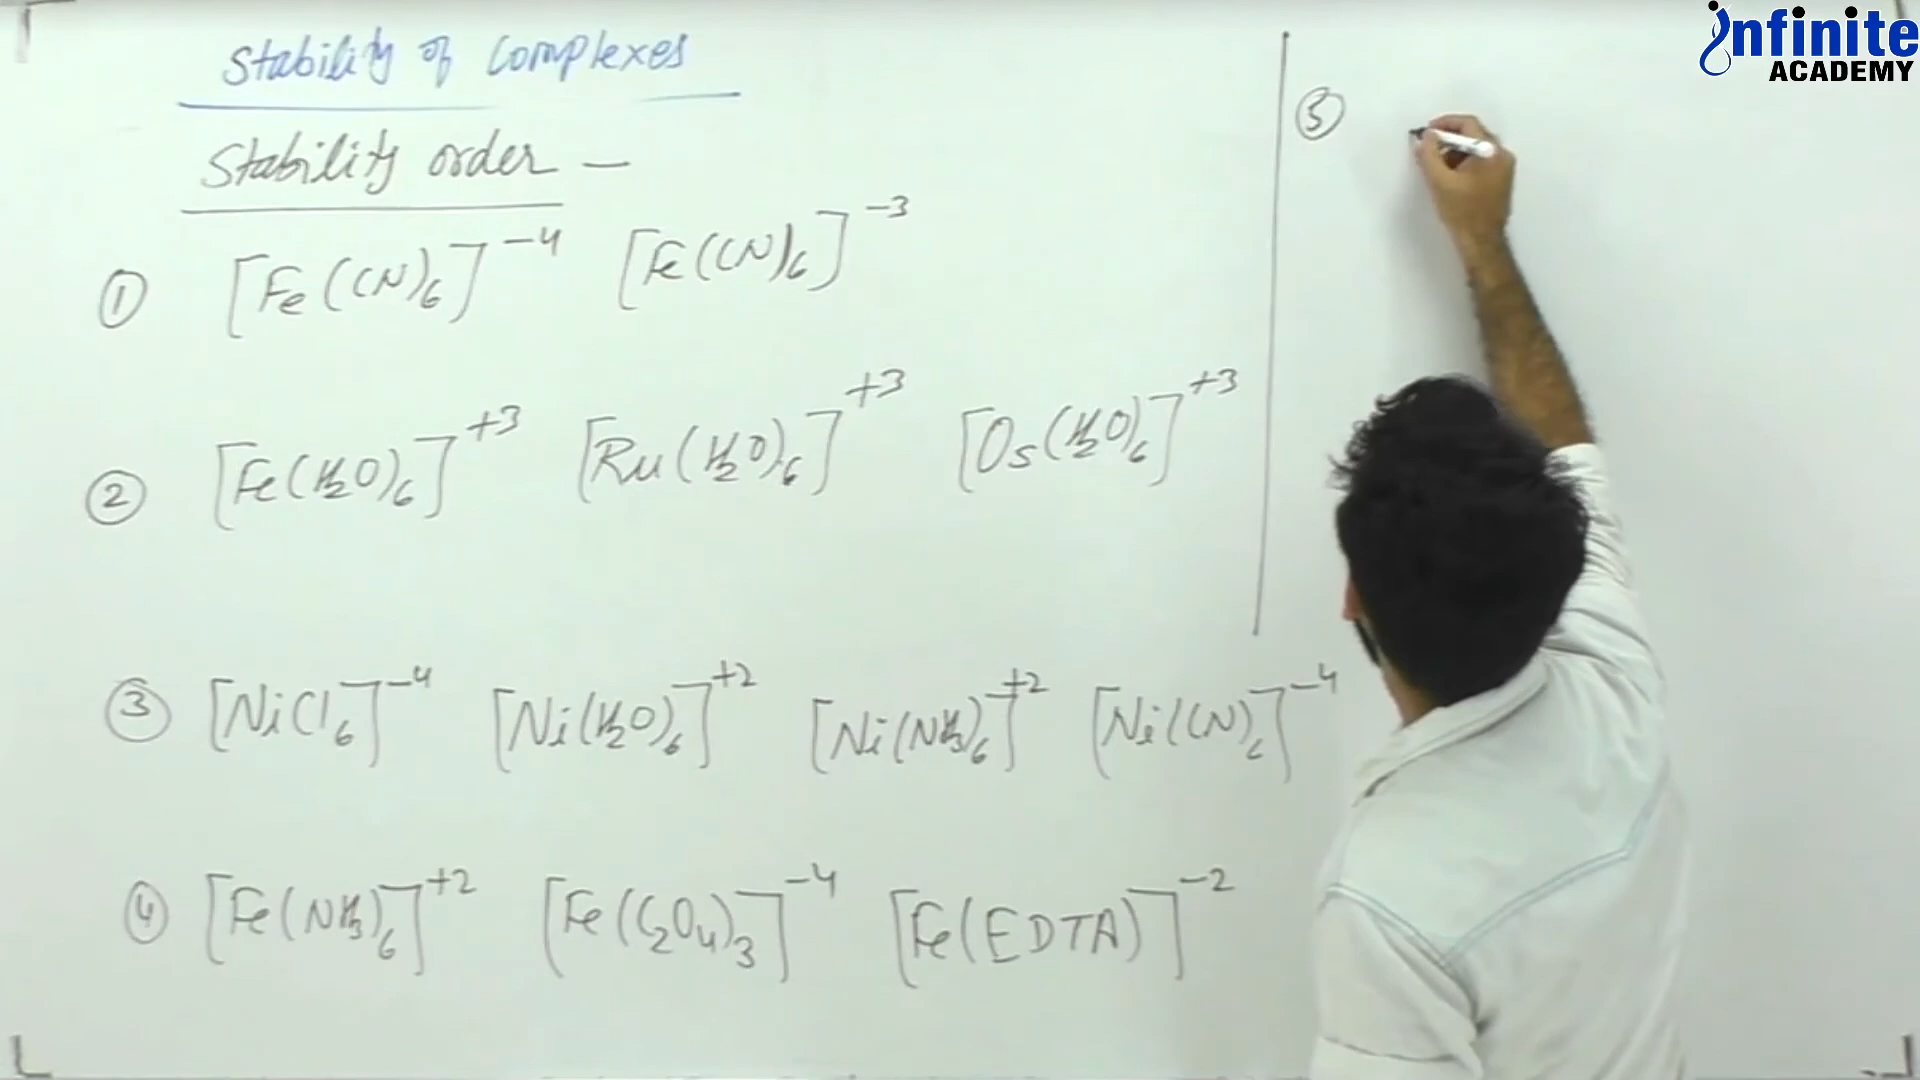 infinite
ACADEMY
Stability of Complexes
Stability order –
① [Fe(CN)₆]⁻⁴ [Fe(CN)₆]⁻³
② [Fe(H₂O)₆]⁺³ [Ru(H₂O)₆]⁺³ [Os(H₂O)₆]⁺³
③ [NiCl₆]⁻⁴ [Ni(H₂O)₆]⁺² [Ni(NH₃)₆]⁺² [Ni(CN)₆]⁻⁴
④ [Fe(NH₃)₆]⁺² [Fe(C₂O₄)₃]⁻⁴ [Fe(EDTA)]⁻²
⑤